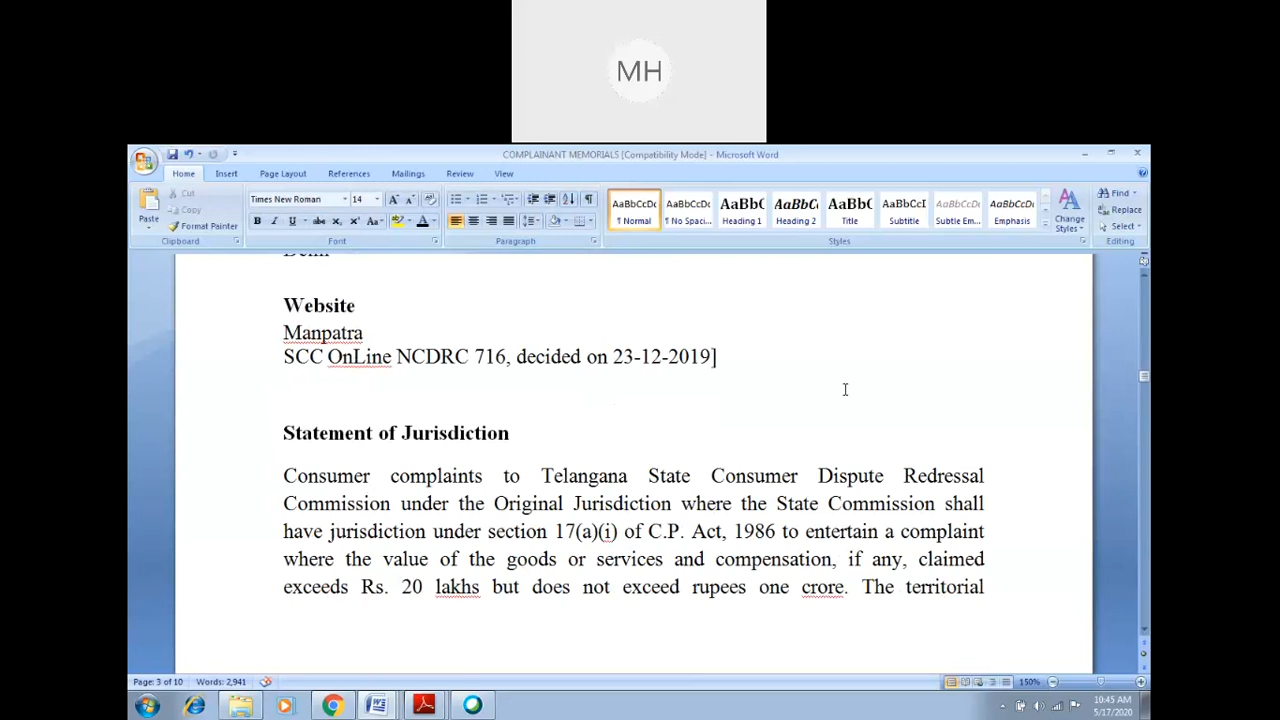 MH
COMPLAINANT MEMORIALS [Compatibility Mode] - Microsoft Word
Home Insert Page Layout References Mailings Review View
Paste
Cut
Copy
Format Painter
Clipboard
Times New Roman 14
Font
Paragraph
AaBbCcDc AaBbCcDc AaBbC AaBbCc AaBbC AaBbCcI AaBbCcDc AaBbCcDc
¶ Normal ¶ No Spaci... Heading 1 Heading 2 Title Subtitle Subtle Em... Emphasis
Change Styles
Styles
Find
Replace
Select
Editing
Delhi
Website
Manpatra
SCC OnLine NCDRC 716, decided on 23-12-2019]
Statement of Jurisdiction
Consumer complaints to Telangana State Consumer Dispute Redressal
Commission under the Original Jurisdiction where the State Commission shall
have jurisdiction under section 17(a)(i) of C.P. Act, 1986 to entertain a complaint
where the value of the goods or services and compensation, if any, claimed
exceeds Rs. 20 lakhs but does not exceed rupees one crore. The territorial
Page: 3 of 10 Words: 2,941 150%
10:45 AM
5/17/2020